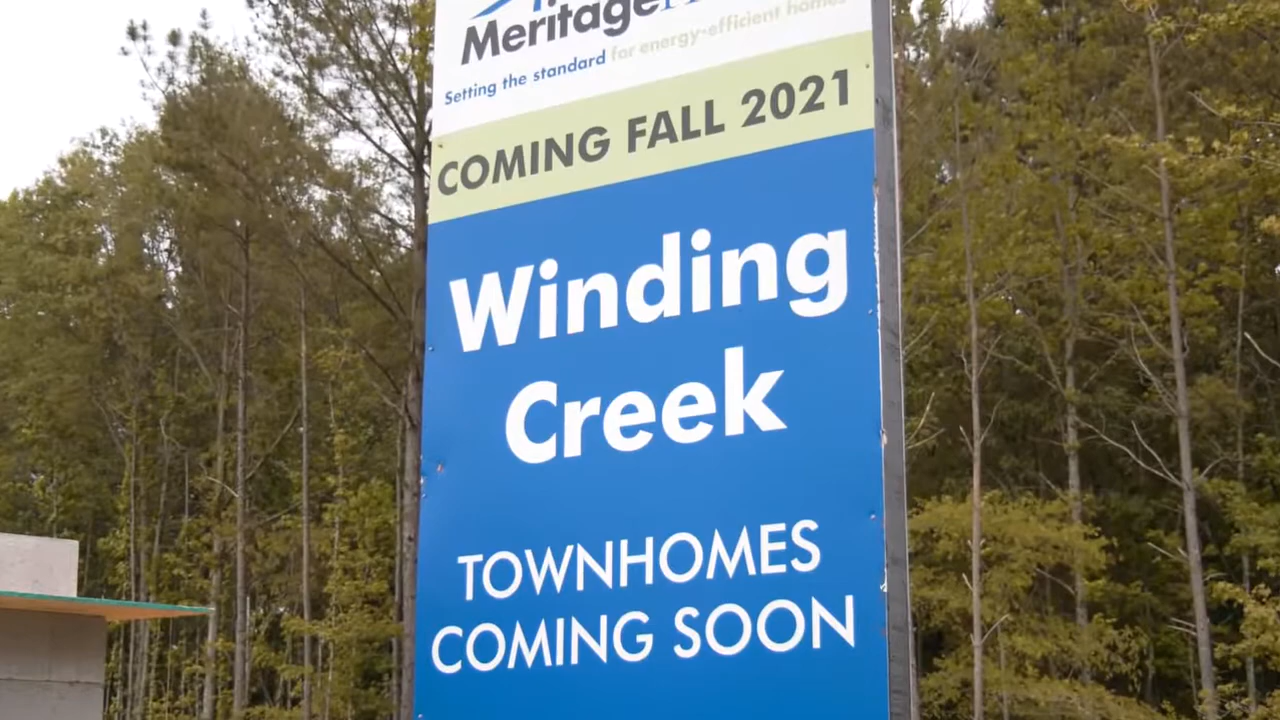 Meritage
Setting the standard for energy-efficient homes
COMING FALL 2021
Winding
Creek
TOWNHOMES
COMING SOON